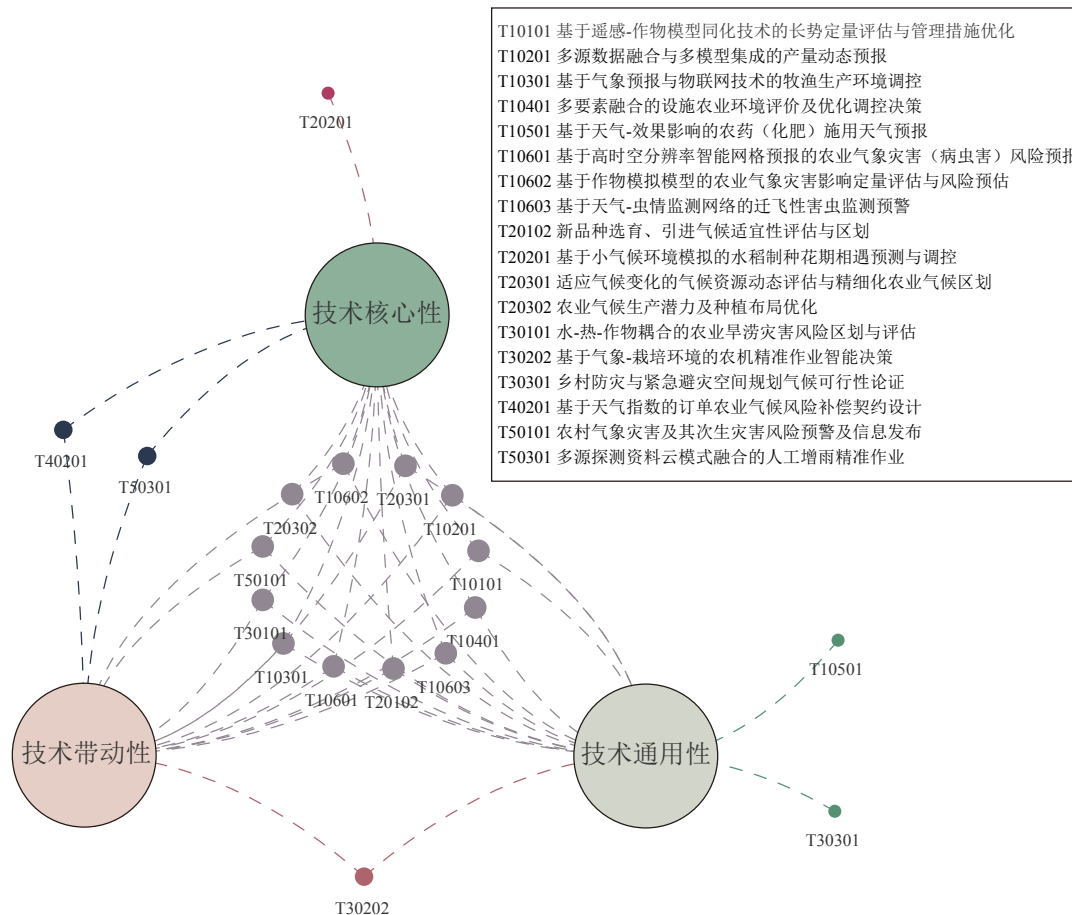 T10101 基于遥感-作物模型同化技术的长势定量评估与管理措施优化
T10201 多源数据融合与多模型集成的产量动态预报
T10301 基于气象预报与物联网技术的牧渔生产环境调控
T10401 多要素融合的设施农业环境评价及优化调控决策
T10501 基于天气-效果影响的农药（化肥）施用天气预报
T10601 基于高时空分辨率智能网格预报的农业气象灾害（病虫害）风险预报
T10602 基于作物模拟模型的农业气象灾害影响定量评估与风险预估
T10603 基于天气-虫情监测网络的迁飞性害虫监测预警
T20102 新品种选育、引进气候适宜性评估与区划
T20201 基于小气候环境模拟的水稻制种花期相遇预测与调控
T20301 适应气候变化的气候资源动态评估与精细化农业气候区划
T20302 农业气候生产潜力及种植布局优化
T30101 水-热-作物耦合的农业旱涝灾害风险区划与评估
T30202 基于气象-栽培环境的农机精准作业智能决策
T30301 乡村防灾与紧急避灾空间规划气候可行性论证
T40201 基于天气指数的订单农业气候风险补偿契约设计
T50101 农村气象灾害及其次生灾害风险预警及信息发布
T50301 多源探测资料云模式融合的人工增雨精准作业
T20201
技术核心性
T40201
T50301
T10602
T20301
T20302
T10201
T50101
T10101
T30101
T10401
T10301
T10601
T20102
T10603
T10501
技术带动性
技术通用性
T30301
T30202